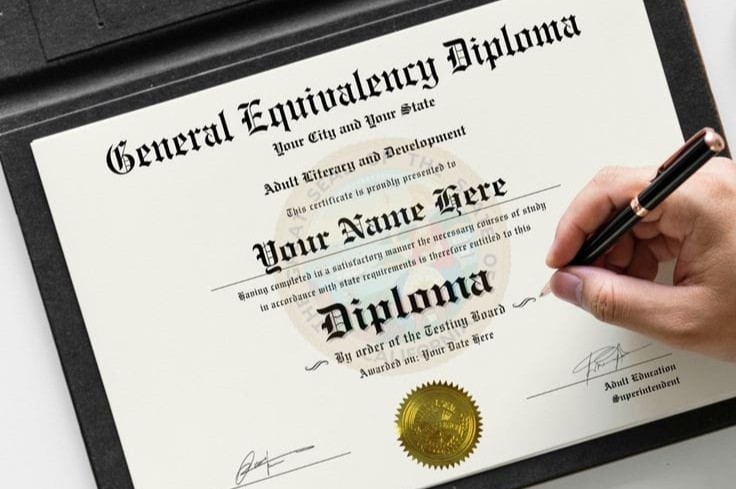 General Equivalency Diploma
Your City and Your State
Adult Literacy and Development
This certificate is proudly presented to
Your Name Here
Having completed in a satisfactory manner the necessary courses of study
in accordance with state requirements is therefore entitled to this
Diploma
By order of the Testing Board
Awarded on: Your Date Here
Adult Education
Superintendent